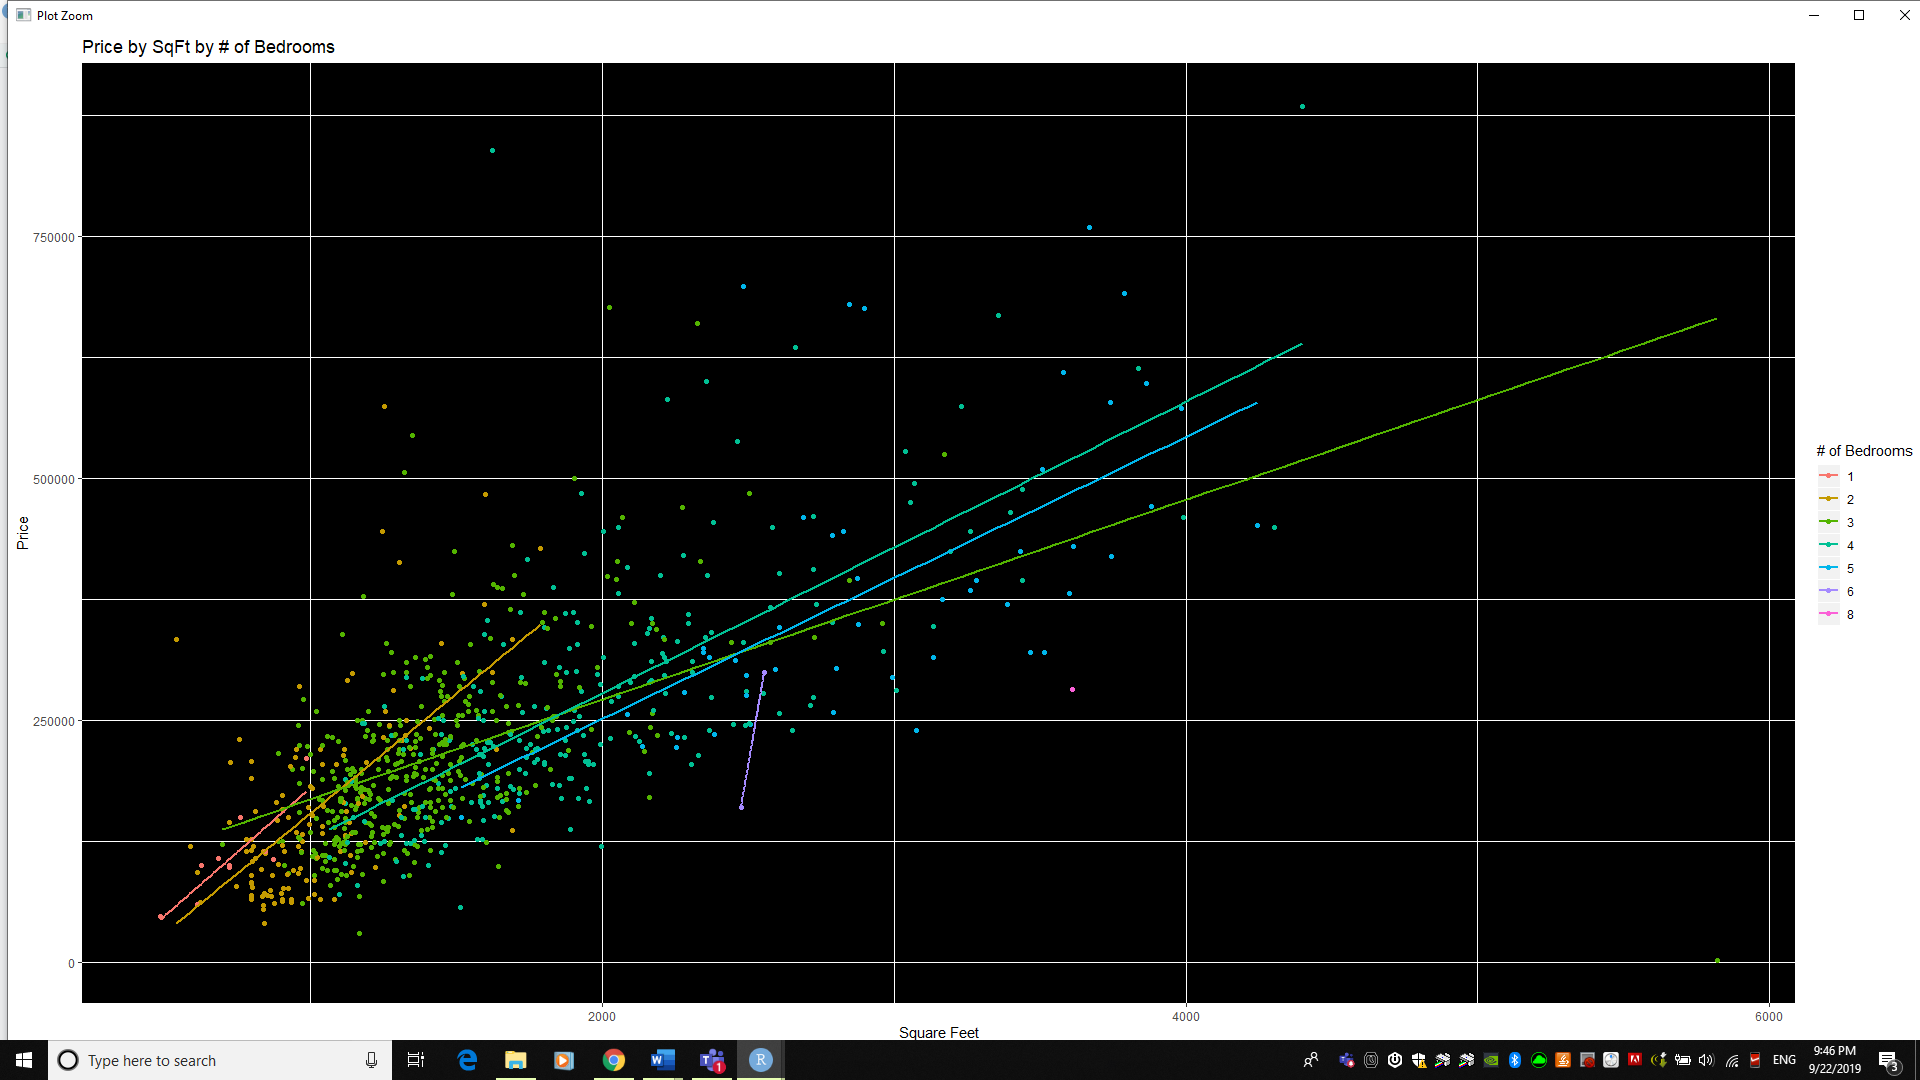 Plot Zoom
Price by SqFt by # of Bedrooms
750000
500000
250000
0
Price
2000
4000
6000
Square Feet
# of Bedrooms
1
2
3
4
5
6
8
Type here to search
W
T
1
R
ENG
9:46 PM
9/22/2019
3